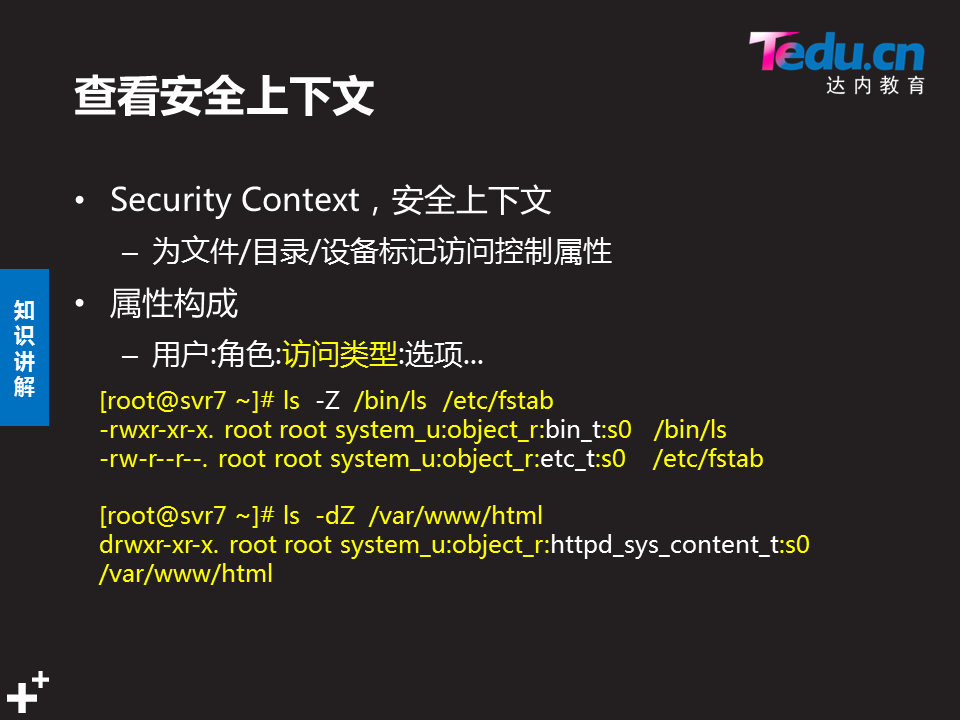 Tedu.cn
达内教育
查看安全上下文
• Security Context，安全上下文
– 为文件/目录/设备标记访问控制属性
• 属性构成
– 用户:角色:访问类型:选项...
知识讲解
[root@svr7 ~]# ls -Z /bin/ls /etc/fstab
-rwxr-xr-x. root root system_u:object_r:bin_t:s0 /bin/ls
-rw-r--r--. root root system_u:object_r:etc_t:s0 /etc/fstab
[root@svr7 ~]# ls -dZ /var/www/html
drwxr-xr-x. root root system_u:object_r:httpd_sys_content_t:s0
/var/www/html